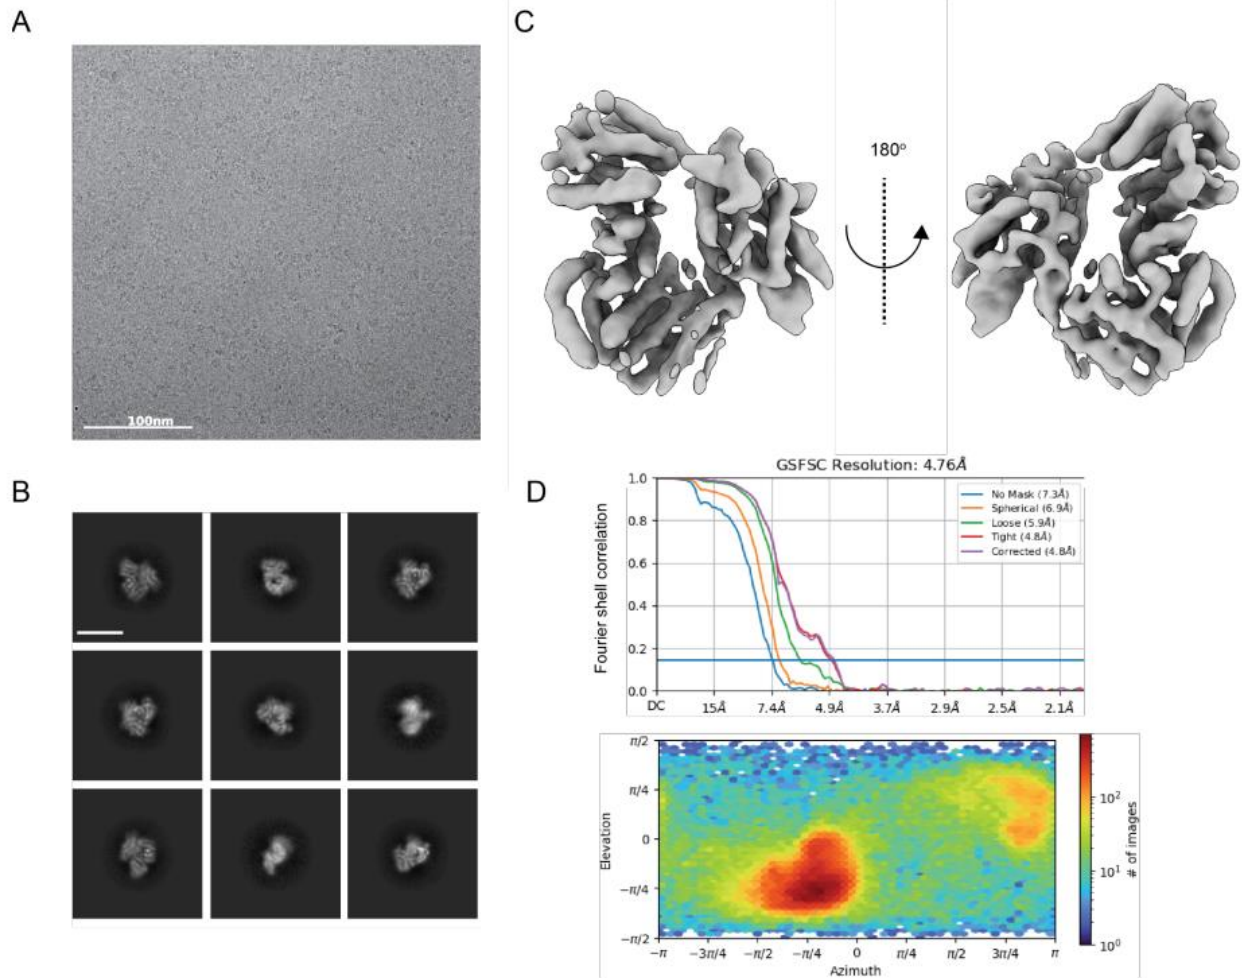 A
100nm
B
C
180°
D
GSFSC Resolution: 4.76Å
Fourier shell correlation
1.0
0.8
0.6
0.4
0.2
0.0
No Mask (7.3Å)
Spherical (6.9Å)
Loose (5.9Å)
Tight (4.8Å)
Corrected (4.8Å)
DC 15Å 7.4Å 4.9Å 3.7Å 2.9Å 2.5Å 2.1Å
Elevation
π/2
π/4
0
−π/4
−π/2
−π −3π/4 −π/2 −π/4 0 π/4 π/2 3π/4 π
Azimuth
10²
10¹
10⁰
# of images